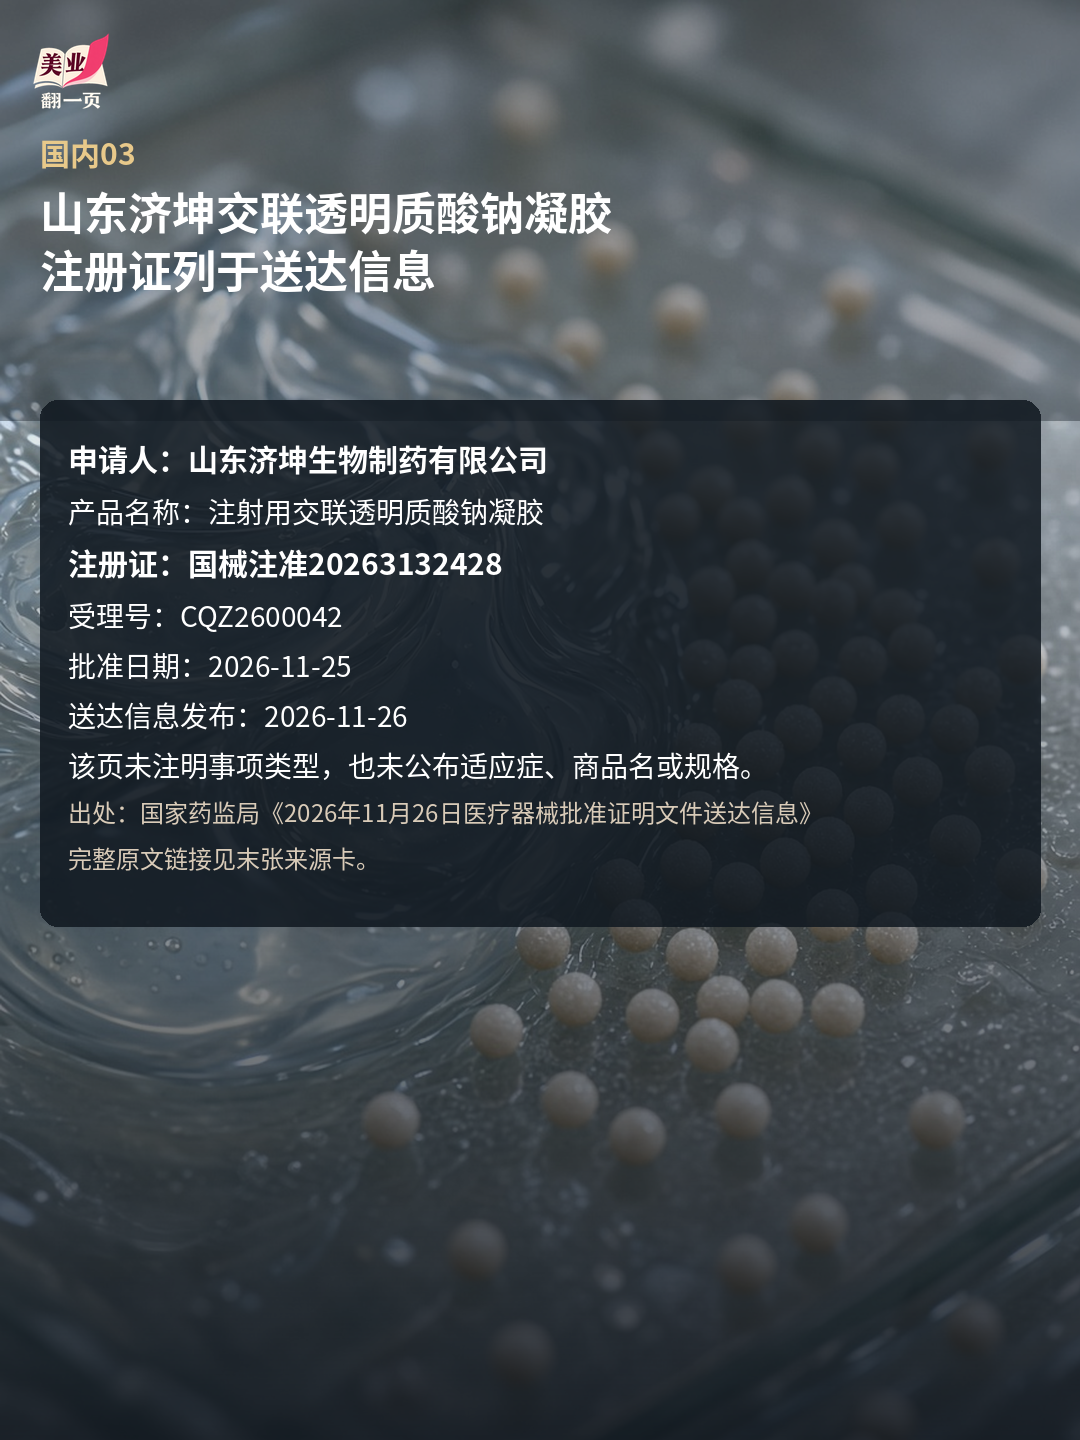 美业
翻一页
国内03
山东济坤交联透明质酸钠凝胶
注册证列于送达信息
申请人：山东济坤生物制药有限公司
产品名称：注射用交联透明质酸钠凝胶
注册证：国械注准20263132428
受理号：CQZ2600042
批准日期：2026-11-25
送达信息发布：2026-11-26
该页未注明事项类型，也未公布适应症、商品名或规格。
出处：国家药监局《2026年11月26日医疗器械批准证明文件送达信息》
完整原文链接见末张来源卡。